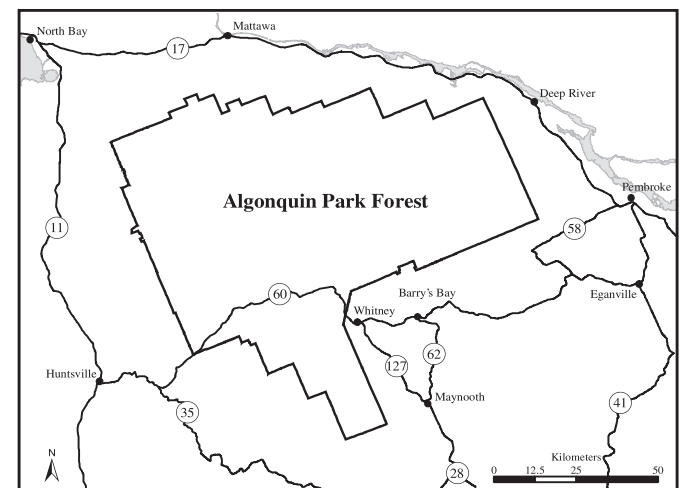 North Bay
Mattawa
17
Deep River
Pembroke
Algonquin Park Forest
11
58
60
Barry's Bay
Eganville
Whitney
62
127
Huntsville
Maynooth
35
41
N
Kilometers
28
0 12.5 25 50